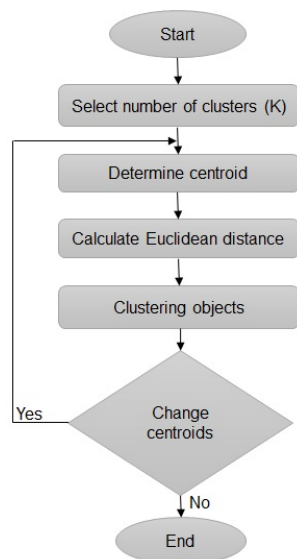 Start
Select number of clusters (K)
Determine centroid
Calculate Euclidean distance
Clustering objects
Change
centroids
Yes
No
End